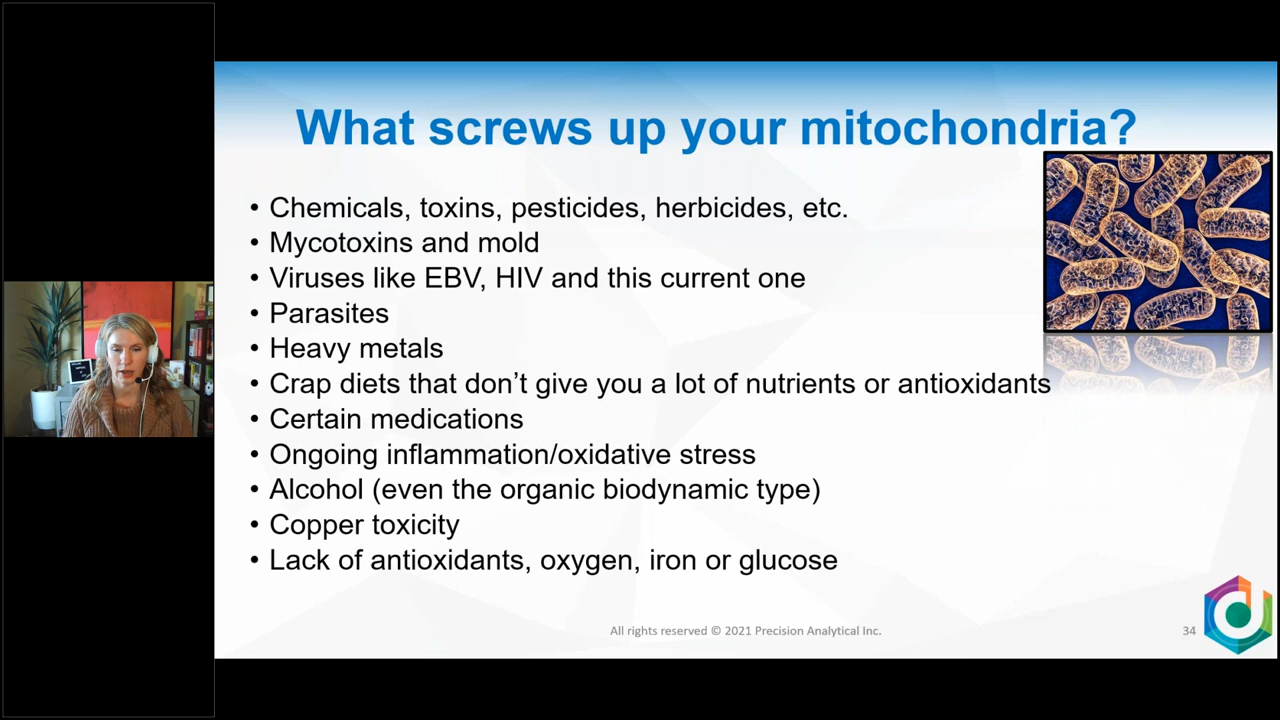 What screws up your mitochondria?
• Chemicals, toxins, pesticides, herbicides, etc.
• Mycotoxins and mold
• Viruses like EBV, HIV and this current one
• Parasites
• Heavy metals
• Crap diets that don’t give you a lot of nutrients or antioxidants
• Certain medications
• Ongoing inflammation/oxidative stress
• Alcohol (even the organic biodynamic type)
• Copper toxicity
• Lack of antioxidants, oxygen, iron or glucose
All rights reserved © 2021 Precision Analytical Inc.
34